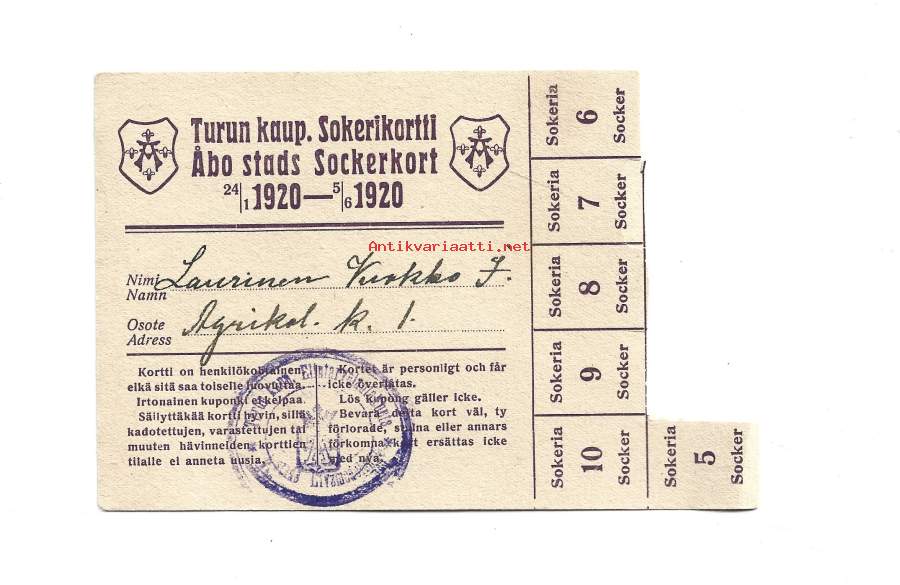 Turun kaup. Sokerikortti
Åbo stads Sockerkort
24|1 1920—5|6 1920
Antikvariaatti.net
Nimi Laurinen Vuokko I.
Namn
Osote Agrikol. k. 1.
Adress
Kortti on henkilökohtainen,
eikä sitä saa toiselle luovuttaa.
Irtonainen kuponki ei kelpaa.
Säilyttäkää kortti hyvin, sillä
kadotettujen, varastettujen tai
muuten hävinneiden korttien
tilalle ei anneta uusia.
Kortet är personligt och får
icke överlåtas.
Lös kupong gäller icke.
Bevara detta kort väl, ty
förlorade, stulna eller annars
förkomna kort ersättas icke
med nya.
Sokeria 6 Socker
Sokeria 7 Socker
Sokeria 8 Socker
Sokeria 9 Socker
Sokeria 10 Socker
Sokeria 5 Socker